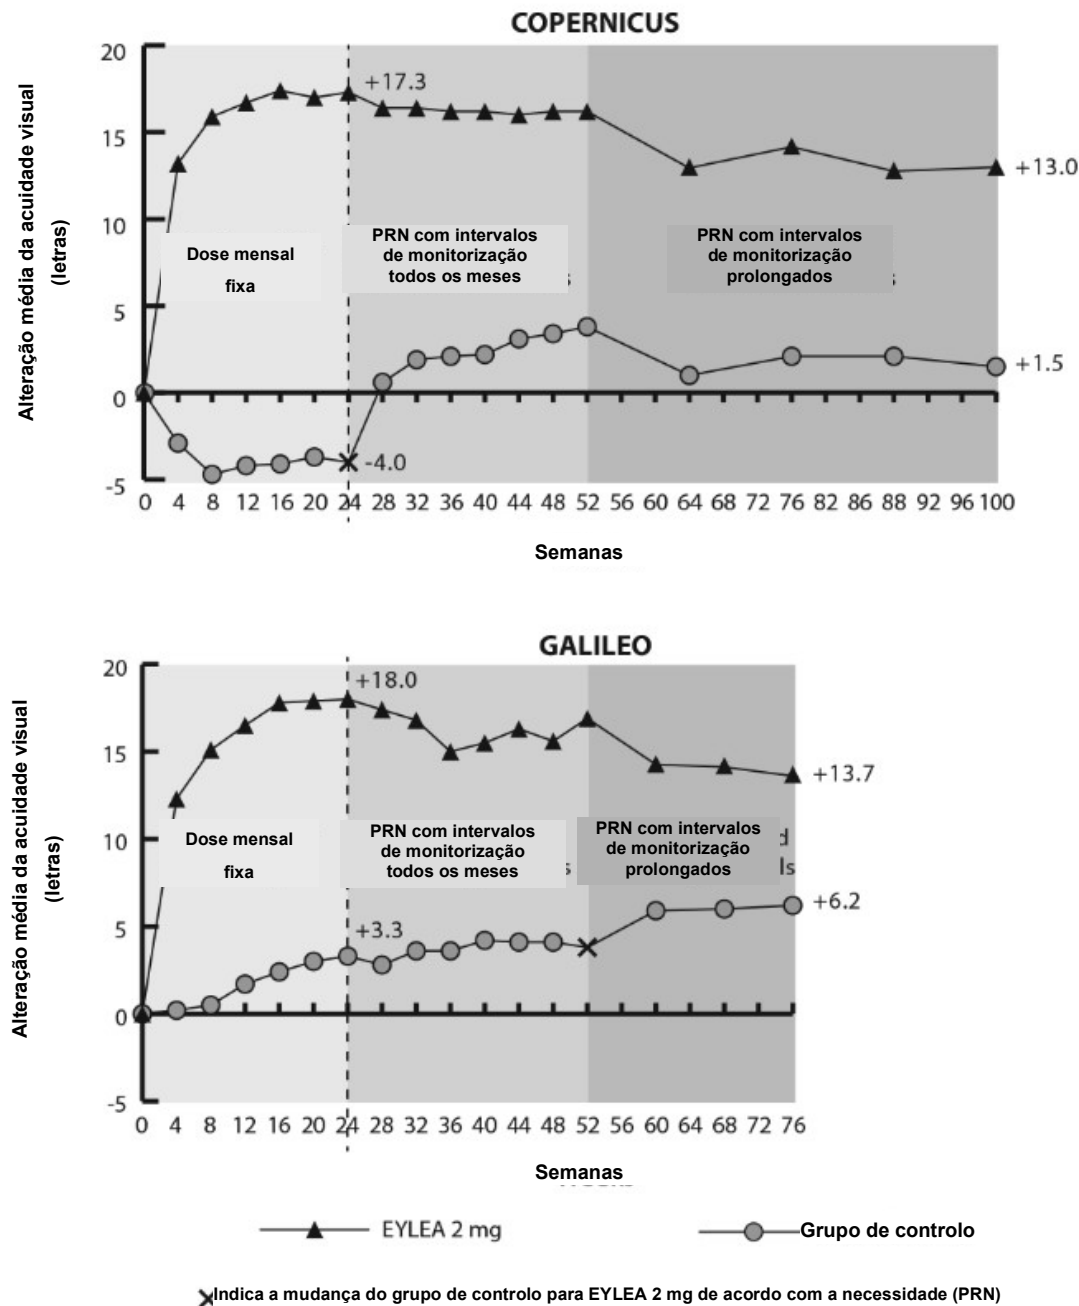 COPERNICUS
Alteração média da acuidade visual
(letras)
20
15
10
5
0
-5
+17.3
+13.0
Dose mensal
fixa
PRN com intervalos
de monitorização
todos os meses
s
PRN com intervalos
de monitorização
prolongados
s
+1.5
-4.0
0 4 8 12 16 20 24 28 32 36 40 44 48 52 56 60 64 68 72 76 82 86 88 92 96 100
Semanas
GALILEO
Alteração média da acuidade visual
(letras)
20
15
10
5
0
-5
+18.0
+13.7
Dose mensal
fixa
PRN com intervalos
de monitorização
todos os meses
s
PRN com intervalos
de monitorização
prolongados
d
ls
+6.2
+3.3
0 4 8 12 16 20 24 28 32 36 40 44 48 52 60 64 68 72 76
Semanas
EYLEA 2 mg
Grupo de controlo
Indica a mudança do grupo de controlo para EYLEA 2 mg de acordo com a necessidade (PRN)